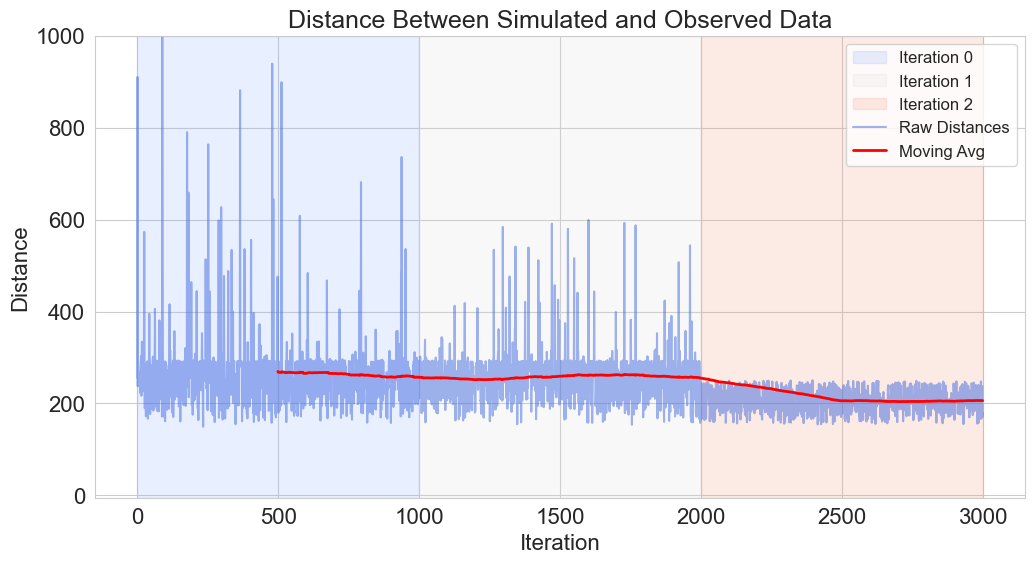 Distance Between Simulated and Observed Data
1000
800
600
400
200
0
Distance
0
500
1000
1500
2000
2500
3000
Iteration
Iteration 0
Iteration 1
Iteration 2
Raw Distances
Moving Avg